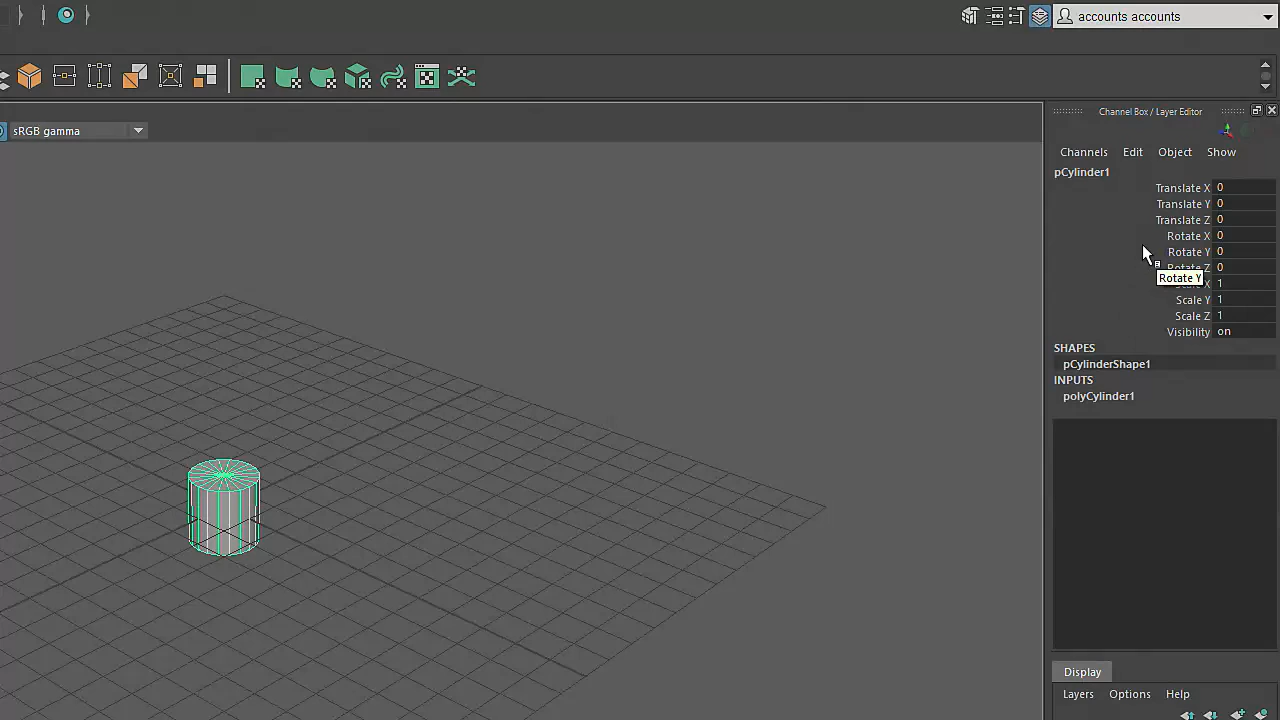 accounts accounts
sRGB gamma
Channel Box / Layer Editor
Channels Edit Object Show
pCylinder1
Translate X 0
Translate Y 0
Translate Z 0
Rotate X 0
Rotate Y 0
Rotate Z 0
Rotate Y
Scale X 1
Scale Y 1
Scale Z 1
Visibility on
SHAPES
pCylinderShape1
INPUTS
polyCylinder1
Display
Layers Options Help